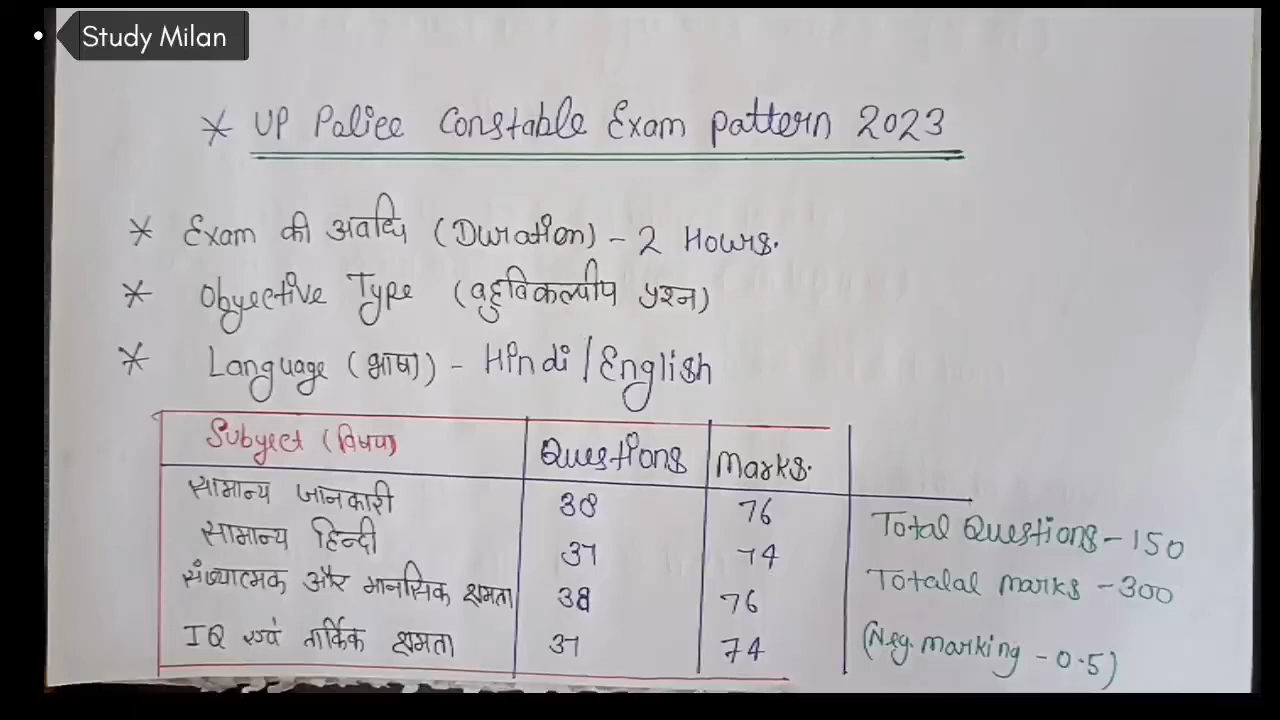 Study Milan
* UP Police Constable Exam Pattern 2023
* Exam की अवधि (Duration) - 2 Hours.
* Obyective Type (बहुविकल्पीय प्रश्न)
* Language (भाषा) - Hindi/English
Subyect (विषय) Questions Marks.
सामान्य जानकारी 38 76
सामान्य हिन्दी 37 74
संख्यात्मक और मानसिक क्षमता 38 76
IQ एवं तार्किक क्षमता 37 74
Total Questions - 150
Totalal marks - 300
(Neg. marking - 0.5)